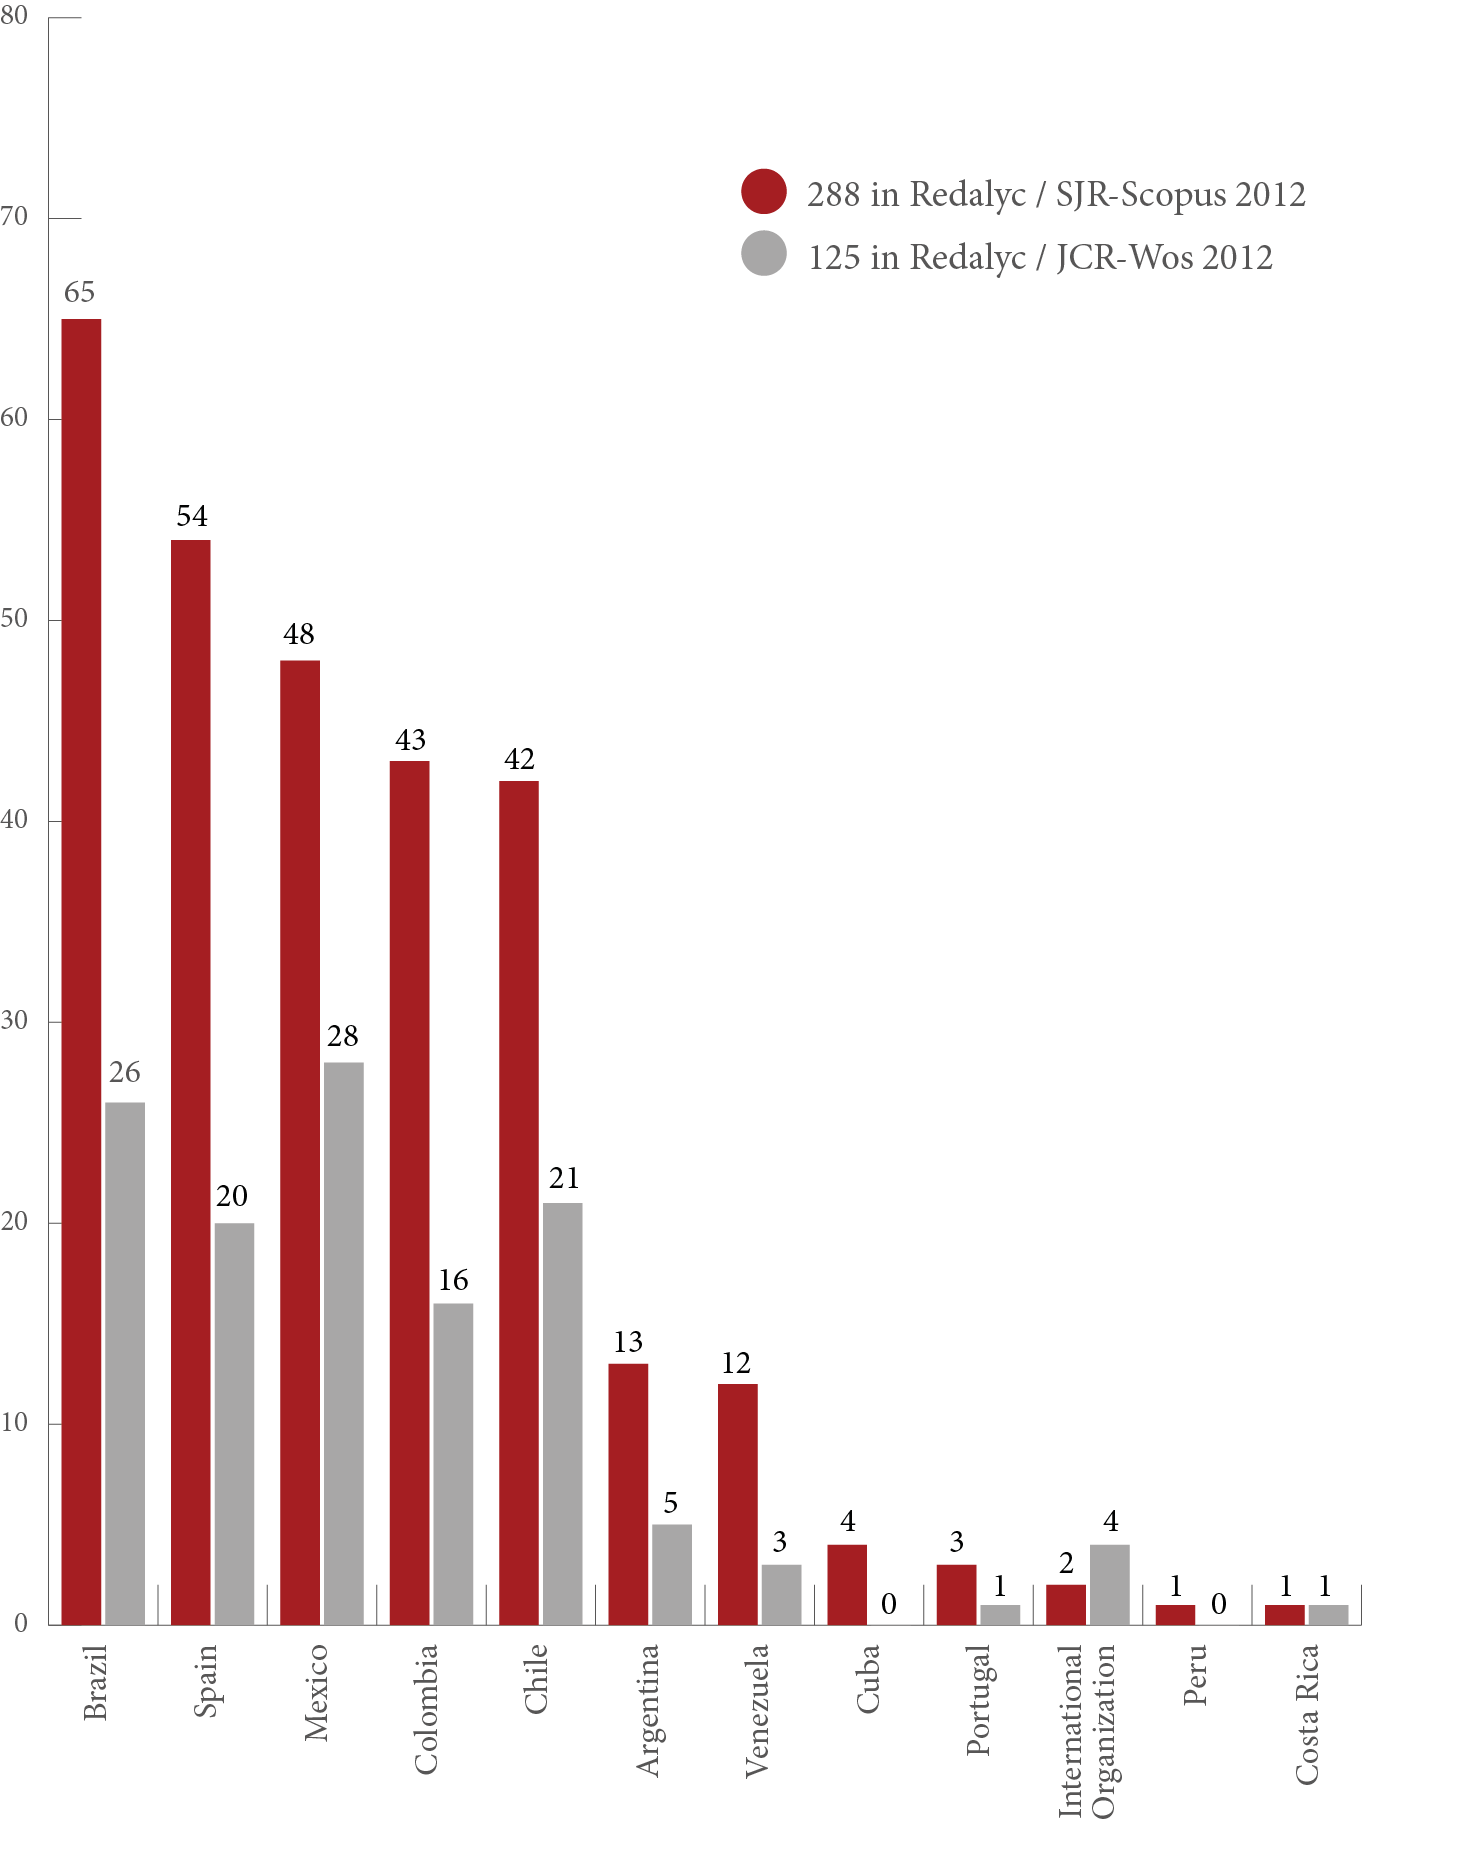 80
70
60
50
40
30
20
10
0
288 in Redalyc / SJR-Scopus 2012
125 in Redalyc / JCR-Wos 2012
65
26
54
20
48
28
43
16
42
21
13
5
12
3
4
0
3
1
2
4
1
0
1
1
Brazil
Spain
Mexico
Colombia
Chile
Argentina
Venezuela
Cuba
Portugal
International
Organization
Peru
Costa Rica